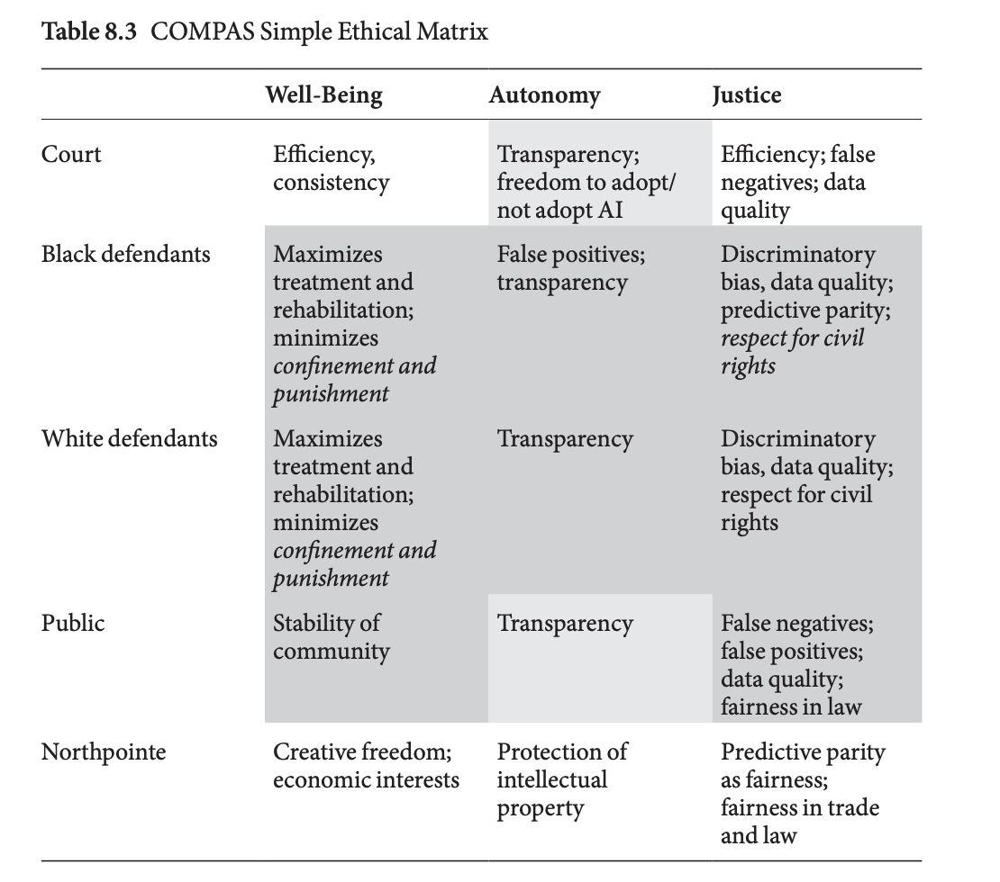 Table 8.3 COMPAS Simple Ethical Matrix
Well-Being Autonomy Justice
Court
Efficiency,
consistency
Transparency;
freedom to adopt/
not adopt AI
Efficiency; false
negatives; data
quality
Black defendants
Maximizes
treatment and
rehabilitation;
minimizes
confinement and
punishment
False positives;
transparency
Discriminatory
bias, data quality;
predictive parity;
respect for civil
rights
White defendants
Maximizes
treatment and
rehabilitation;
minimizes
confinement and
punishment
Transparency
Discriminatory
bias, data quality;
respect for civil
rights
Public
Stability of
community
Transparency
False negatives;
false positives;
data quality;
fairness in law
Northpointe
Creative freedom;
economic interests
Protection of
intellectual
property
Predictive parity
as fairness;
fairness in trade
and law